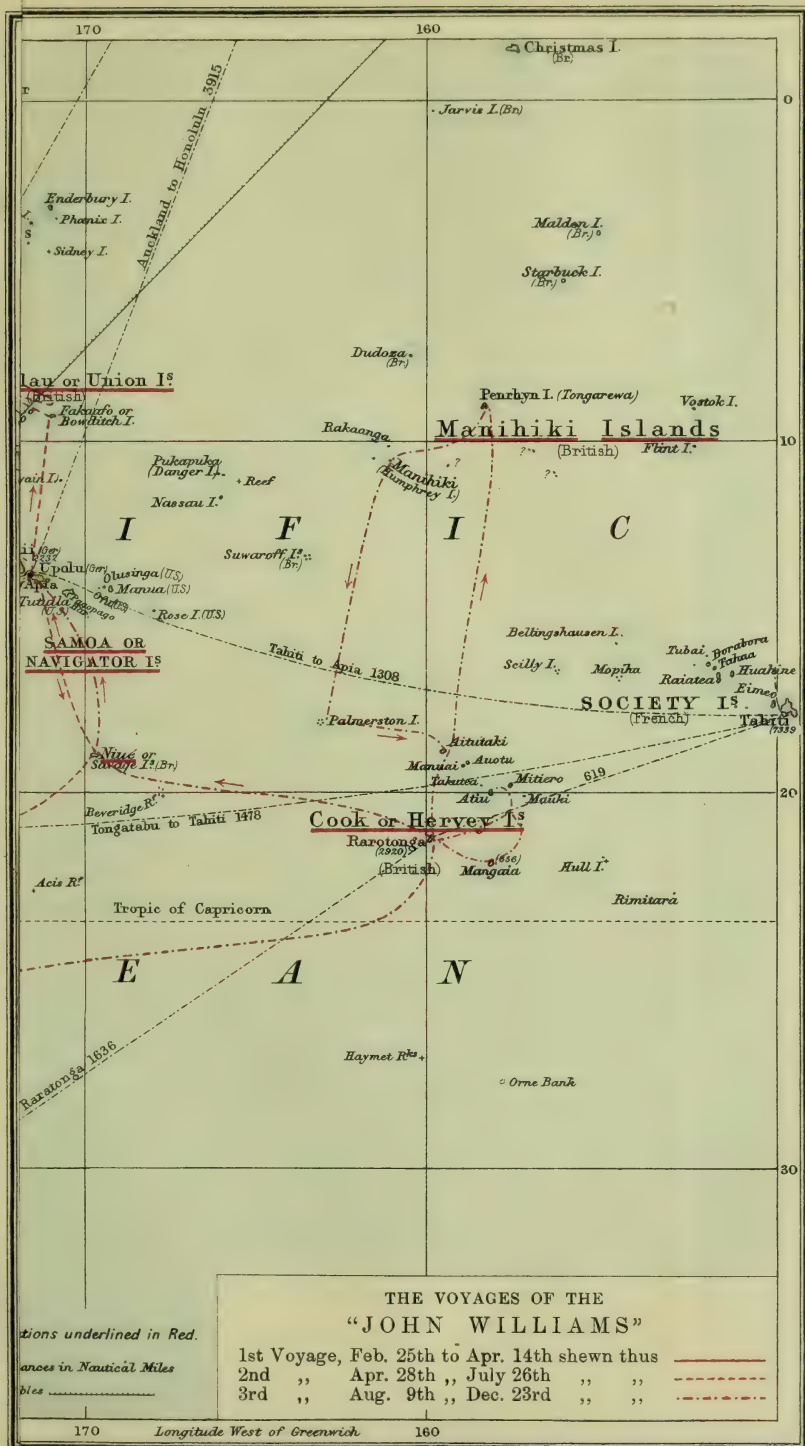 170
160
Christmas I.
(Br)
0
Auckland to Honolulu 3915
Jarvis I. (Br)
Enderbury I.
Phœnix I.
Sidney I.
Malden I.
(Br.)
Starbuck I.
(Br.)
Dudoza
(Br.)
lau or Union Is.
(British)
Fakaafo or
Bowditch I.
Penrhyn I. (Tongarewa)
Vostok I.
Rakaanga
Manihiki Islands
10
(British)
Flint I.
Manihiki
(Humphrey I.)
?
?
?
Pukapuka
(Danger I.)
Reef
vain I.
Nassau I.
I F I C
Suwaroff Is.
(Br.)
ii (Ger)
Upolu (Ger)
Apia
Olusinga (U.S)
Manua (U.S)
Tutuila
(U.S)
Pagopago
Rose I. (U.S)
SAMOA OR
NAVIGATOR Is
Tahiti to Apia 1308
Bellingshausen I.
Scilly I.
Mopiha
Tubai
Borabora
Tahaa
Raiatea
Huahine
Eimeo
SOCIETY Is.
(French)
Tahiti
(7339
Palmerston I.
Aitutaki
Manuai
Auotu
Niué or
Savage I. (Br)
Takutea
Mitiero
619
20
Atiu
Mauki
Beveridge Rf.
Tongatabu to Tahiti 1478
Cook or Hervey Is
Rarotonga
(2920)
(British)
(656)
Mangaia
Hull I.
Acis Rf.
Rimitará
Tropic of Capricorn
E A N
Haymet Rks
Orne Bank
Raratonga 1636
30
THE VOYAGES OF THE
"JOHN WILLIAMS"
tions underlined in Red.
1st Voyage, Feb. 25th to Apr. 14th shewn thus
ances in Nautical Miles
2nd ,, Apr. 28th ,, July 26th ,, ,,
bles
3rd ,, Aug. 9th ,, Dec. 23rd ,, ,,
170
Longitude West of Greenwich
160